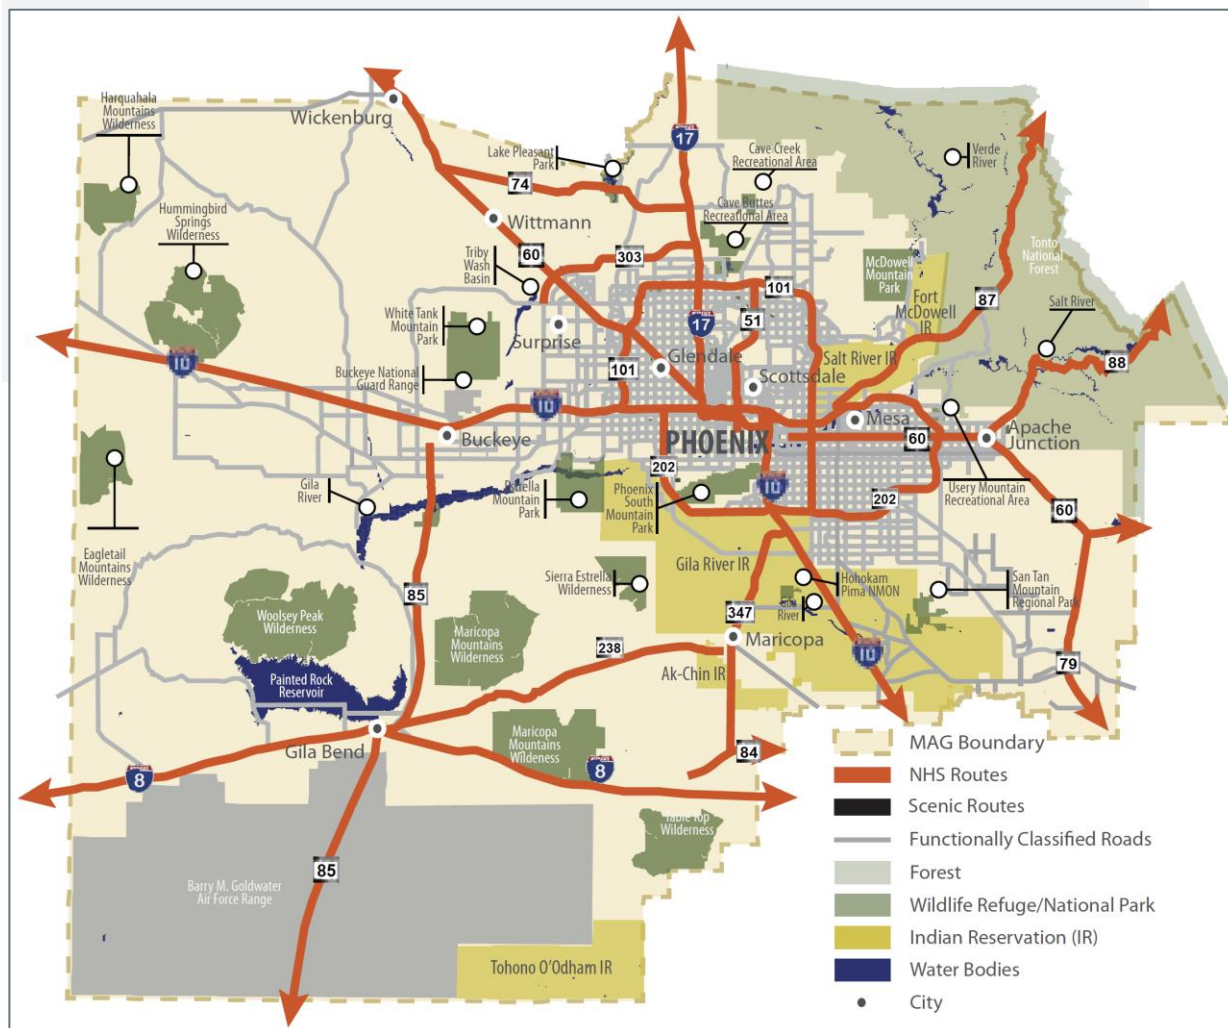 17
Harquahala
Mountains
Wilderness
Wickenburg
Lake Pleasant
Park
Cave Creek
Recreational Area
Verde
River
74
Hummingbird
Springs
Wilderness
Wittmann
Cave Buttes
Recreational Area
60
303
Triby
Wash
Basin
McDowell
Mountain
Park
Tonto
National
Forest
101
87
Fort
McDowell
IR
Salt River
White Tank
Mountain
Park
Surprise
17
51
10
Glendale
Salt River IR
88
Buckeye National
Guard Range
101
Scottsdale
10
Mesa
Apache
Junction
Buckeye
PHOENIX
60
202
Gila
River
Estrella
Mountain
Park
Phoenix
South
Mountain
Park
10
202
Usery Mountain
Recreational Area
60
Eagletail
Mountains
Wilderness
Sierra Estrella
Wilderness
Gila River IR
Hohokam
Pima NMON
San Tan
Mountain
Regional Park
85
Woolsey Peak
Wilderness
347
River
Maricopa
Maricopa
Mountains
Wilderness
238
10
Painted Rock
Reservoir
Ak-Chin IR
79
Gila Bend
Maricopa
Mountains
Wildeness
84
8
8
Table Top
Wilderness
85
Barry M. Goldwater
Air Force Range
Tohono O'Odham IR
MAG Boundary
NHS Routes
Scenic Routes
Functionally Classified Roads
Forest
Wildlife Refuge/National Park
Indian Reservation (IR)
Water Bodies
City